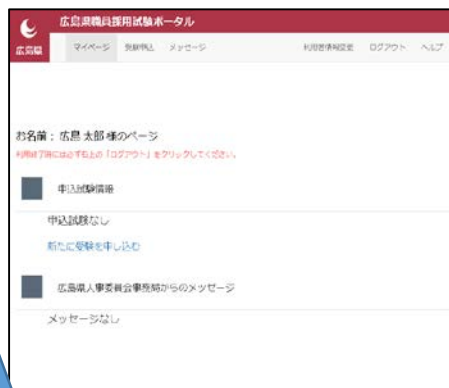 広島県職員採用試験ポータル
広島県
マイページ 受験申込 メッセージ 利用者情報変更 ログアウト ヘルプ
お名前： 広島 太郎 様のページ
利用終了時には必ず右上の「ログアウト」をクリックしてください。
申込試験情報
申込試験なし
新たに受験を申し込む
広島県人事委員会事務局からのメッセージ
メッセージなし